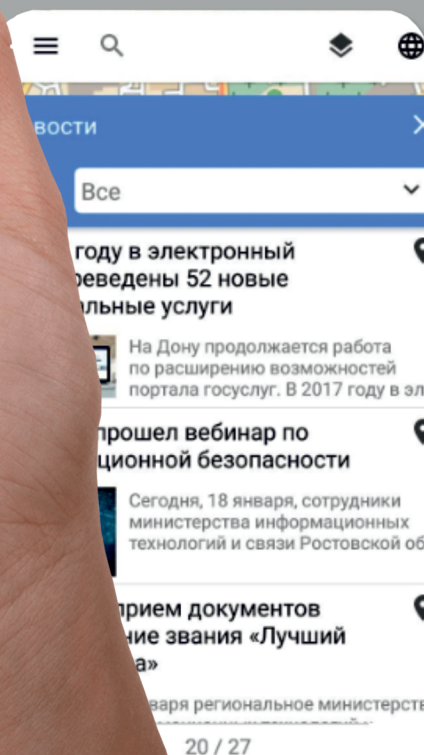 вости
Все
году в электронный
реведены 52 новые
льные услуги
На Дону продолжается работа
по расширению возможностей
портала госуслуг. В 2017 году в эл
прошел вебинар по
ционной безопасности
Сегодня, 18 января, сотрудники
министерства информационных
технологий и связи Ростовской об
прием документов
ние звания «Лучший
а»
варя региональное министерств
20 / 27